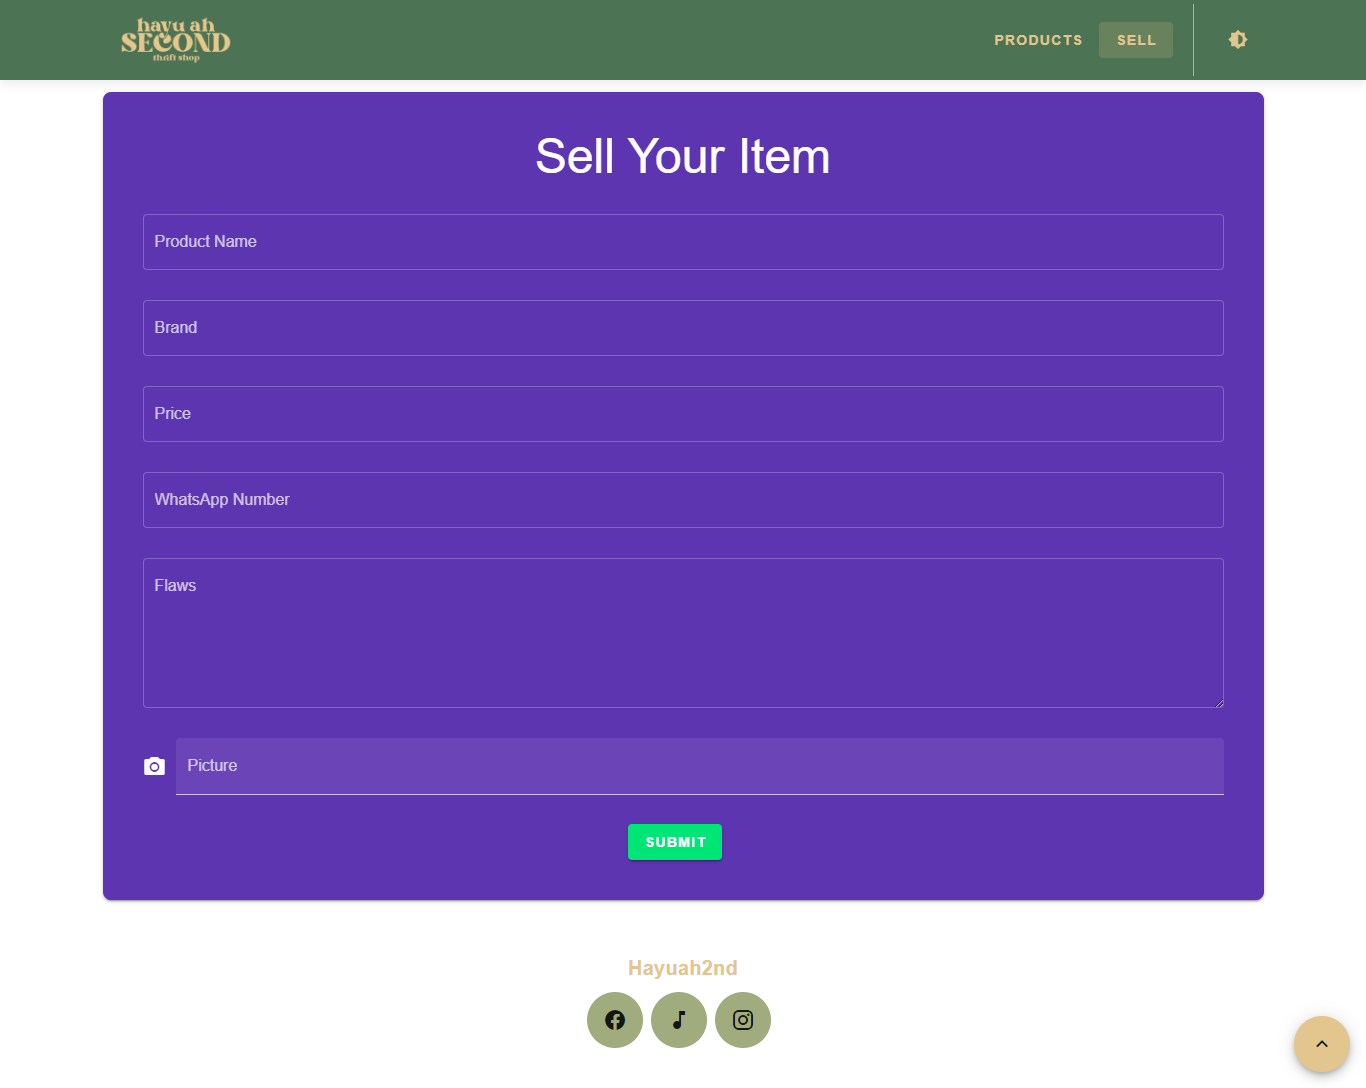 hayu ah
SECOND
thrift shop
PRODUCTS
SELL
Sell Your Item
Product Name
Brand
Price
WhatsApp Number
Flaws
Picture
SUBMIT
Hayuah2nd